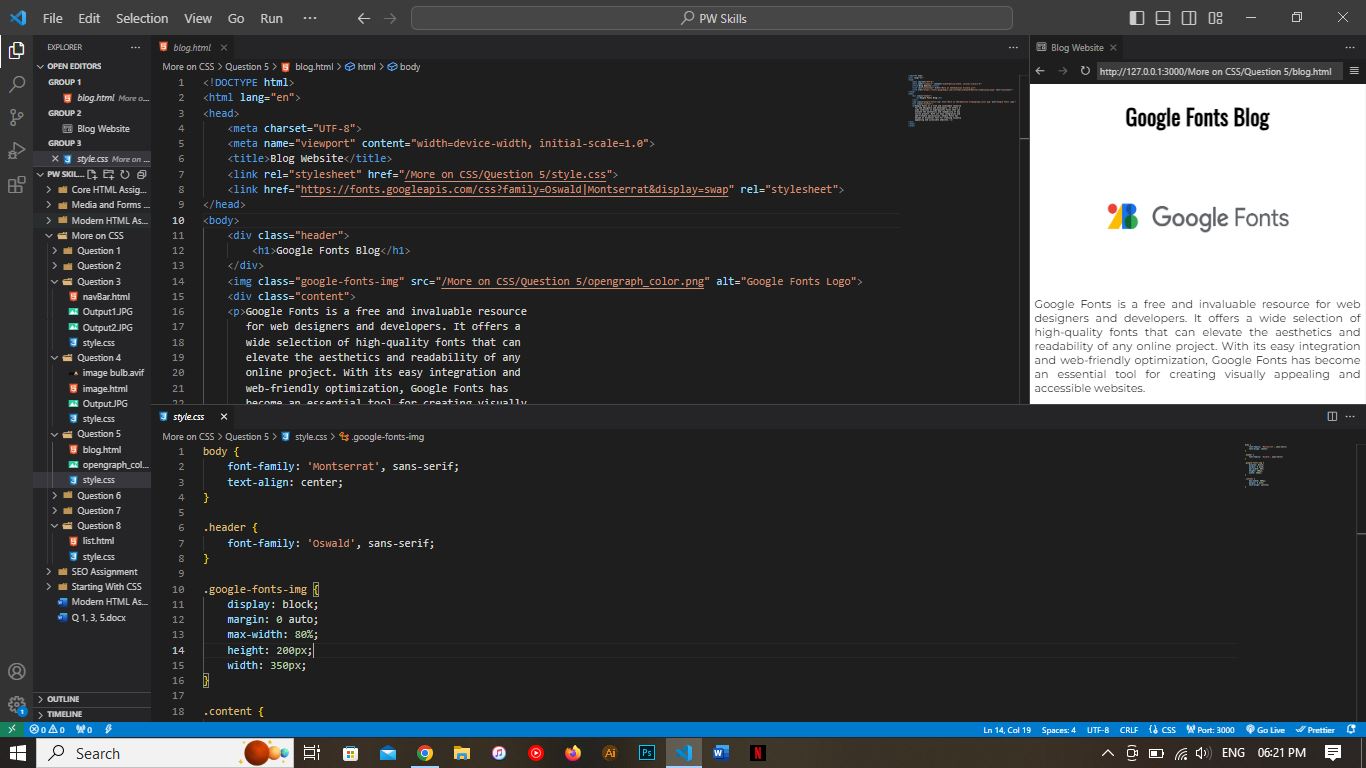 File Edit Selection View Go Run ··· PW Skills
EXPLORER
OPEN EDITORS
GROUP 1
blog.html More o...
GROUP 2
Blog Website
GROUP 3
style.css More on ...
PW SKIL...
Core HTML Assig...
Media and Forms ...
Modern HTML As...
More on CSS
Question 1
Question 2
Question 3
navBar.html
Output1.JPG
Output2.JPG
style.css
Question 4
image bulb.avif
image.html
Output.JPG
style.css
Question 5
blog.html
opengraph_col...
style.css
Question 6
Question 7
Question 8
list.html
style.css
SEO Assignment
Starting With CSS
Modern HTML As...
Q 1, 3, 5.docx
OUTLINE
TIMELINE
blog.html
More on CSS > Question 5 > blog.html > html > body
1 <!DOCTYPE html>
2 <html lang="en">
3 <head>
4 <meta charset="UTF-8">
5 <meta name="viewport" content="width=device-width, initial-scale=1.0">
6 <title>Blog Website</title>
7 <link rel="stylesheet" href="/More on CSS/Question 5/style.css">
8 <link href="https://fonts.googleapis.com/css?family=Oswald|Montserrat&display=swap" rel="stylesheet">
9 </head>
10 <body>
11 <div class="header">
12 <h1>Google Fonts Blog</h1>
13 </div>
14 <img class="google-fonts-img" src="/More on CSS/Question 5/opengraph_color.png" alt="Google Fonts Logo">
15 <div class="content">
16 <p>Google Fonts is a free and invaluable resource
17 for web designers and developers. It offers a
18 wide selection of high-quality fonts that can
19 elevate the aesthetics and readability of any
20 online project. With its easy integration and
21 web-friendly optimization, Google Fonts has
22 become an essential tool for creating visually
Blog Website
http://127.0.0.1:3000/More on CSS/Question 5/blog.html
Google Fonts Blog
Google Fonts
Google Fonts is a free and invaluable resource for web
designers and developers. It offers a wide selection of
high-quality fonts that can elevate the aesthetics and
readability of any online project. With its easy integration
and web-friendly optimization, Google Fonts has become
an essential tool for creating visually appealing and
accessible websites.
style.css
More on CSS > Question 5 > style.css > .google-fonts-img
1 body {
2 font-family: 'Montserrat', sans-serif;
3 text-align: center;
4 }
5
6 .header {
7 font-family: 'Oswald', sans-serif;
8 }
9
10 .google-fonts-img {
11 display: block;
12 margin: 0 auto;
13 max-width: 80%;
14 height: 200px;
15 width: 350px;
16 }
17
18 .content {
1
0 0 0 Ln 14, Col 19 Spaces: 4 UTF-8 CRLF CSS Port: 3000 Go Live Prettier
Search Ai Ps W N ENG 06:21 PM